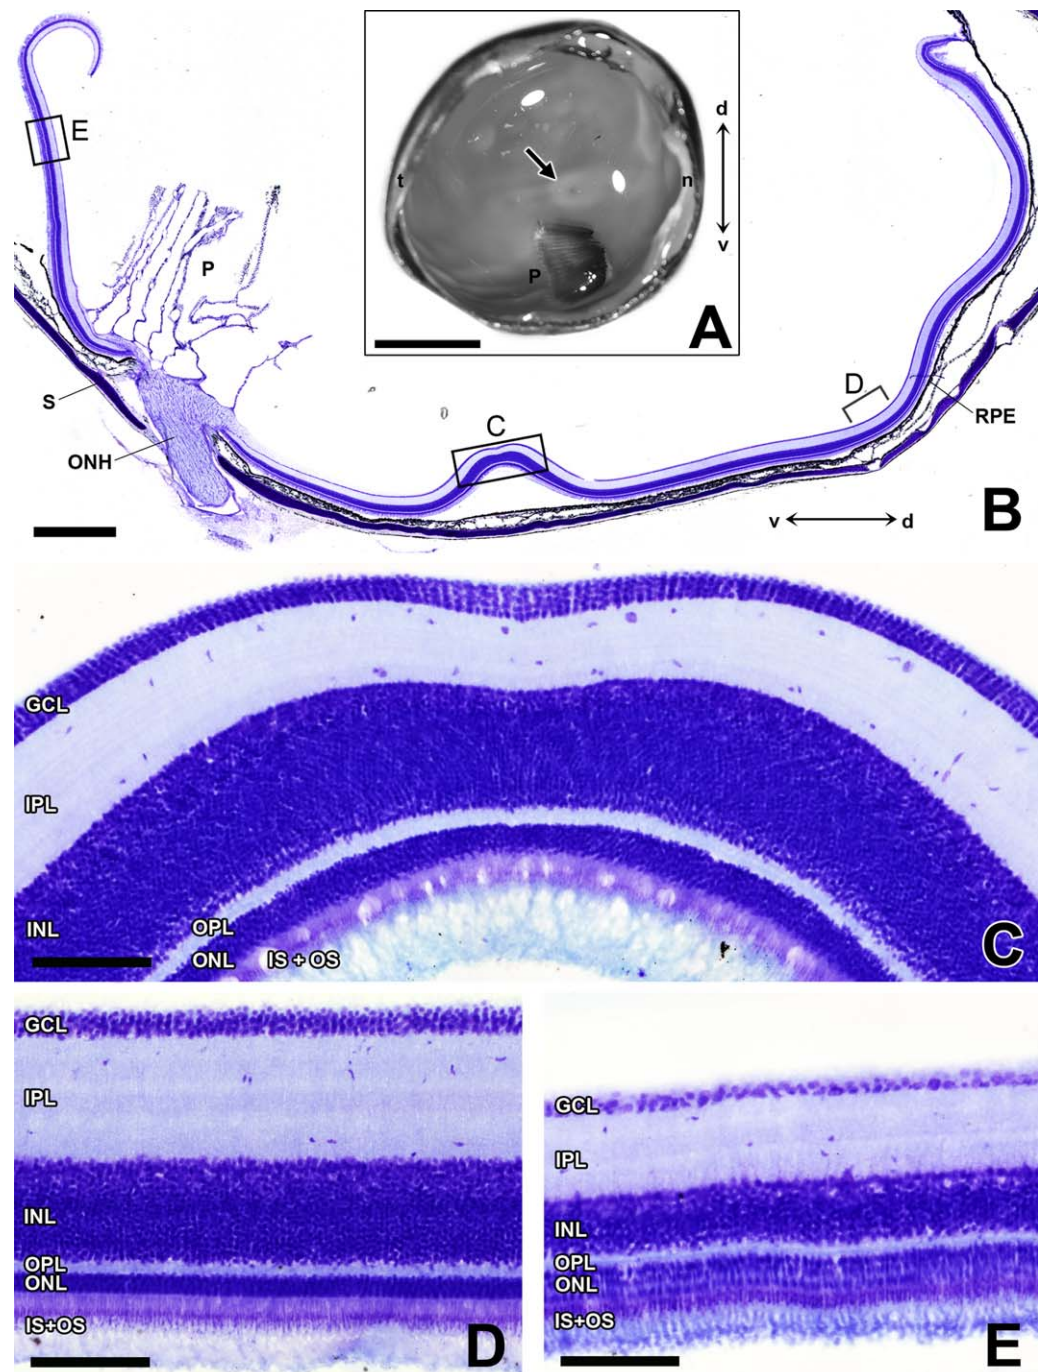 E
P
S
ONH
t
n
d
v
P
A
C
D
RPE
v d
B
GCL
IPL
INL
OPL
ONL IS + OS
C
GCL
IPL
INL
OPL
ONL
IS+OS
D
GCL
IPL
INL
OPL
ONL
IS+OS
E